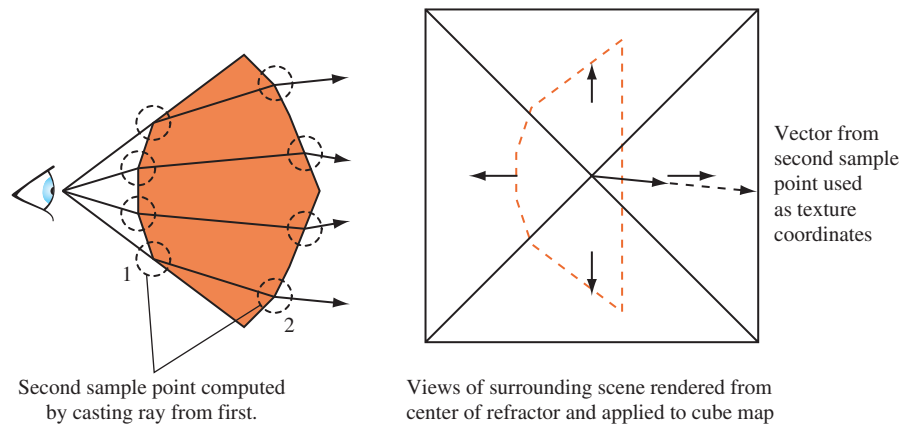 1
2
Second sample point computed
by casting ray from first.
Vector from
second sample
point used
as texture
coordinates
Views of surrounding scene rendered from
center of refractor and applied to cube map